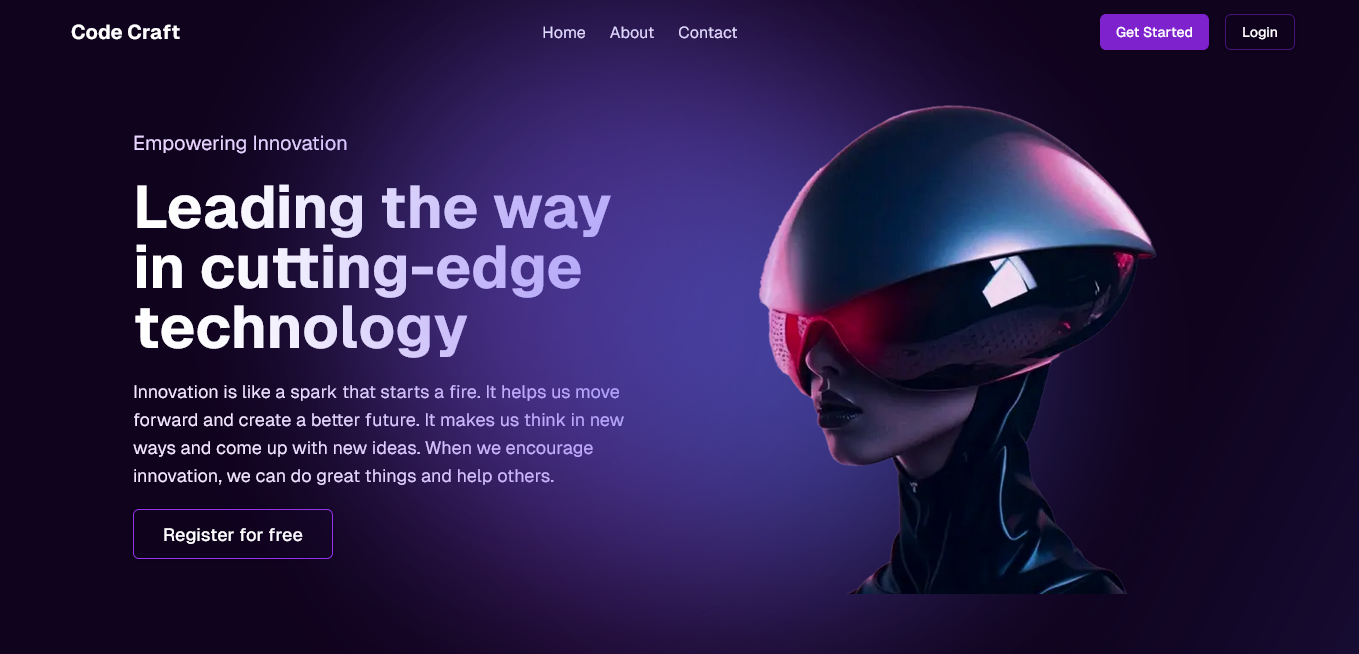 Code Craft
Home
About
Contact
Get Started
Login
Empowering Innovation
Leading the way
in cutting-edge
technology
Innovation is like a spark that starts a fire. It helps us move
forward and create a better future. It makes us think in new
ways and come up with new ideas. When we encourage
innovation, we can do great things and help others.
Register for free